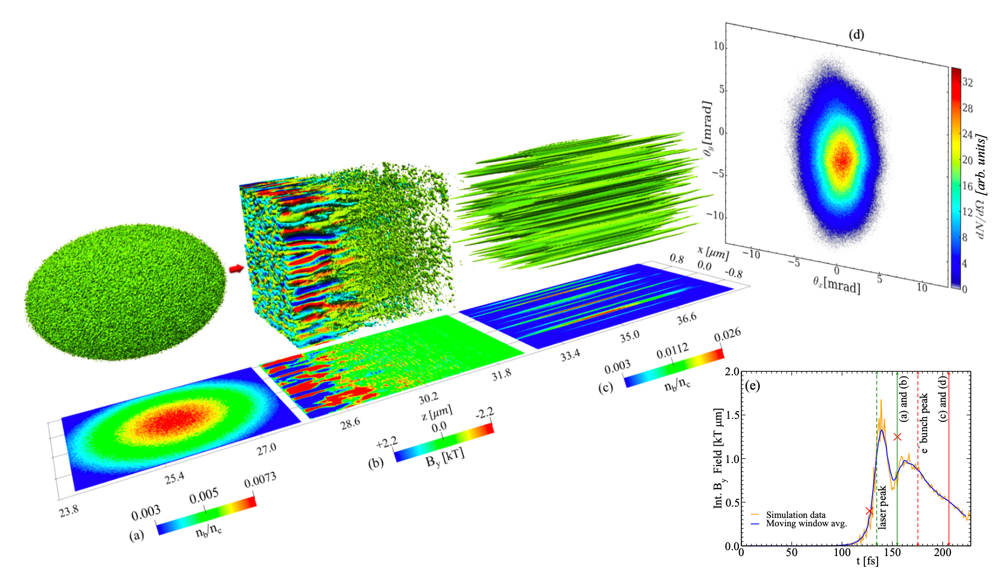 (d)
10
5
0
−5
−10
θy[mrad]
−10
−5
0
5
10
θx[mrad]
32
28
24
20
16
12
8
4
0
dN/dΩ [arb. units]
x [μm]
0.8
0.0
-0.8
36.6
35.0
33.4
31.8
30.2
28.6
27.0
25.4
23.8
z [μm]
0.003
0.0112
0.026
(c)
nb/nc
+2.2
0.0
-2.2
(b)
By [kT]
0.003
0.005
0.0073
(a)
nb/nc
(e)
2.0
1.5
1.0
0.5
0.0
Int. By Field [kT μm]
0
50
100
150
200
t [fs]
Simulation data
Moving window avg.
laser peak
(a) and (b)
e- bunch peak
(c) and (d)